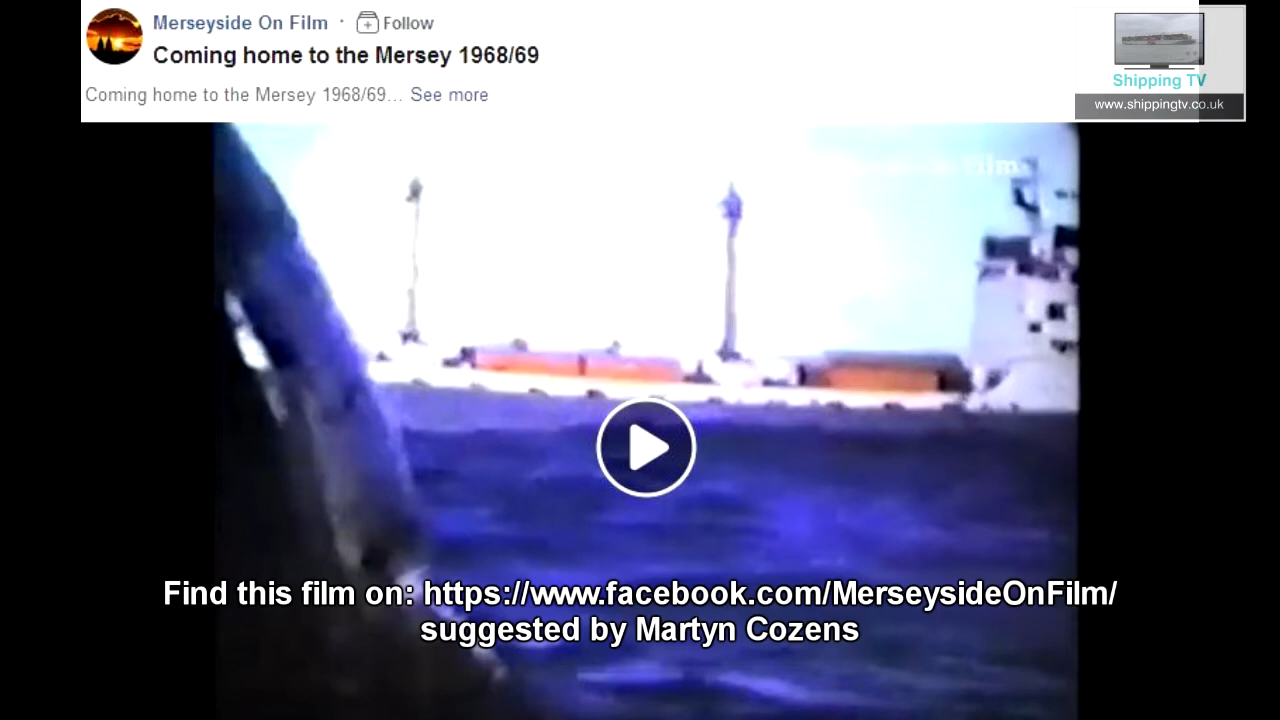 Merseyside On Film · Follow
Coming home to the Mersey 1968/69
Coming home to the Mersey 1968/69... See more
Shipping TV
www.shippingtv.co.uk
Film
Find this film on: https://www.facebook.com/MerseysideOnFilm/
suggested by Martyn Cozens